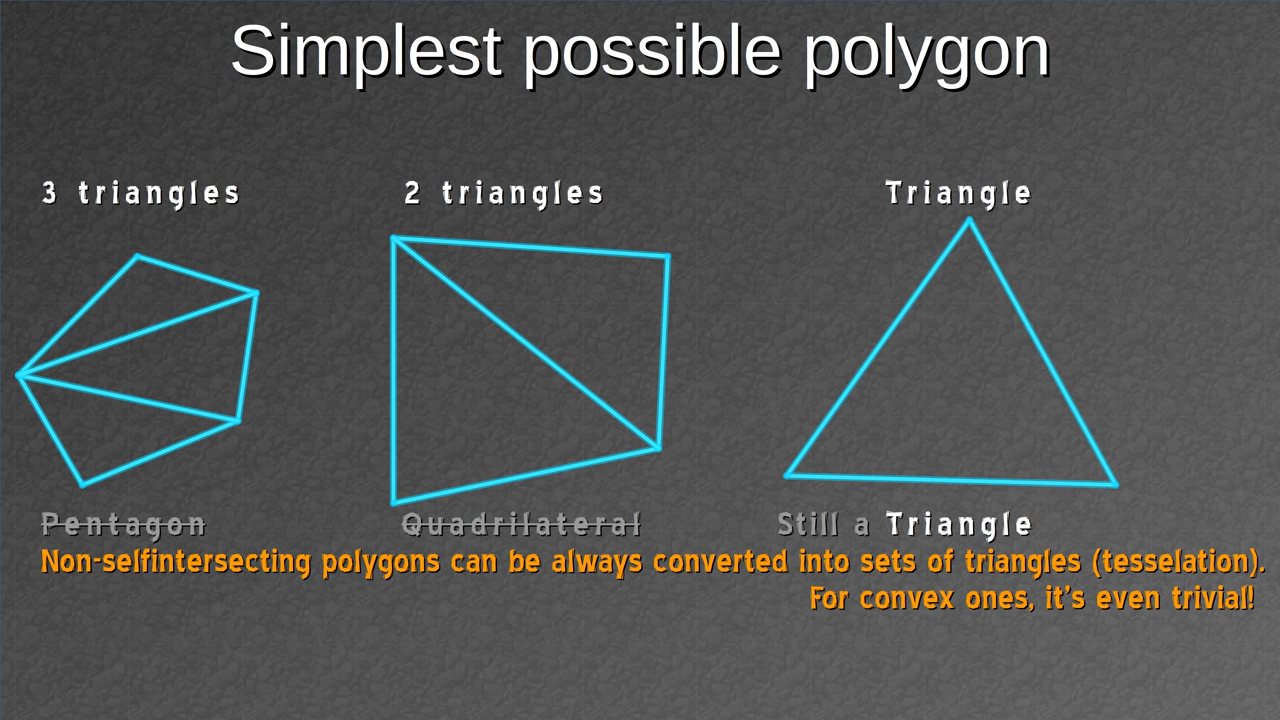 Simplest possible polygon
3 triangles
2 triangles
Triangle
Pentagon
Quadrilateral
Still a Triangle
Non-selfintersecting polygons can be always converted into sets of triangles (tesselation).
For convex ones, it's even trivial!